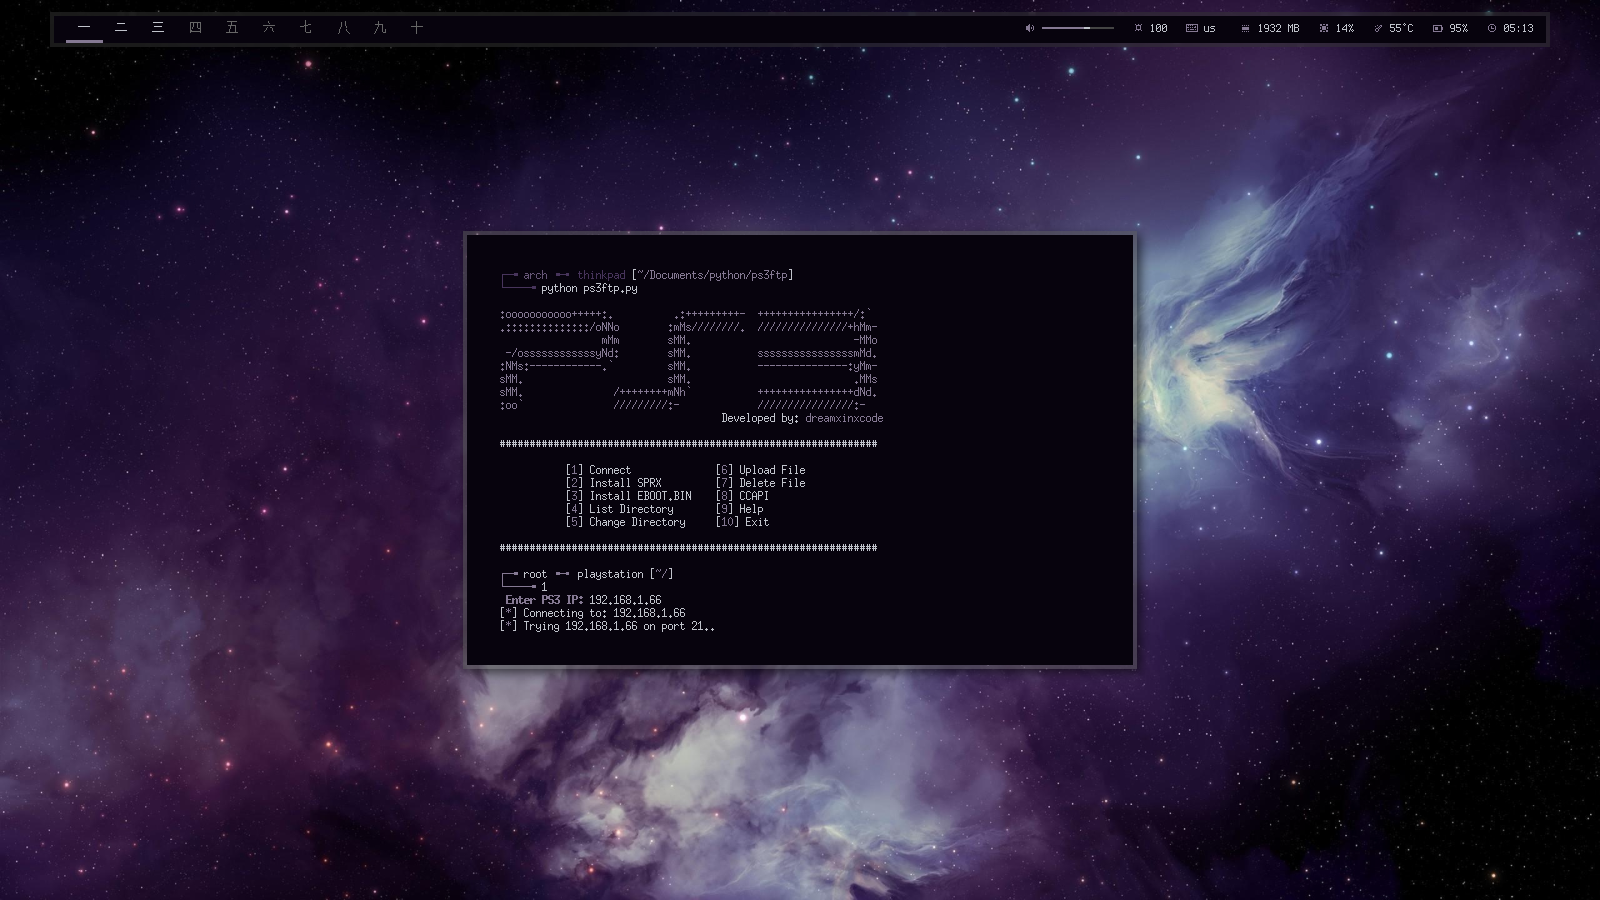 一 二 三 四 五 六 七 八 九 十 100 us 1932 MB 14% 55°C 95% 05:13
arch thinkpad [~/Documents/python/ps3ftp]
python ps3ftp.py
:ooooooooooo+++++:. .:+++++++++- ++++++++++++++++/:`
.::::::::::::::/oNNo :mMs////////. ///////////////+hMm-
mMm sMM. -MMo
-/ossssssssssssyNd: sMM. ssssssssssssssssmMd.
:NMs:------------.` sMM. ---------------:yMm-
sMM. sMM. .MMs
sMM. /++++++++mNh` ++++++++++++++++dNd.
:oo` /////////:- ////////////////:-
Developed by: dreamxinxcode
###############################################################
[1] Connect [6] Upload File
[2] Install SPRX [7] Delete File
[3] Install EBOOT.BIN [8] CCAPI
[4] List Directory [9] Help
[5] Change Directory [10] Exit
###############################################################
root playstation [~/]
1
Enter PS3 IP: 192.168.1.66
[*] Connecting to: 192.168.1.66
[*] Trying 192.168.1.66 on port 21..